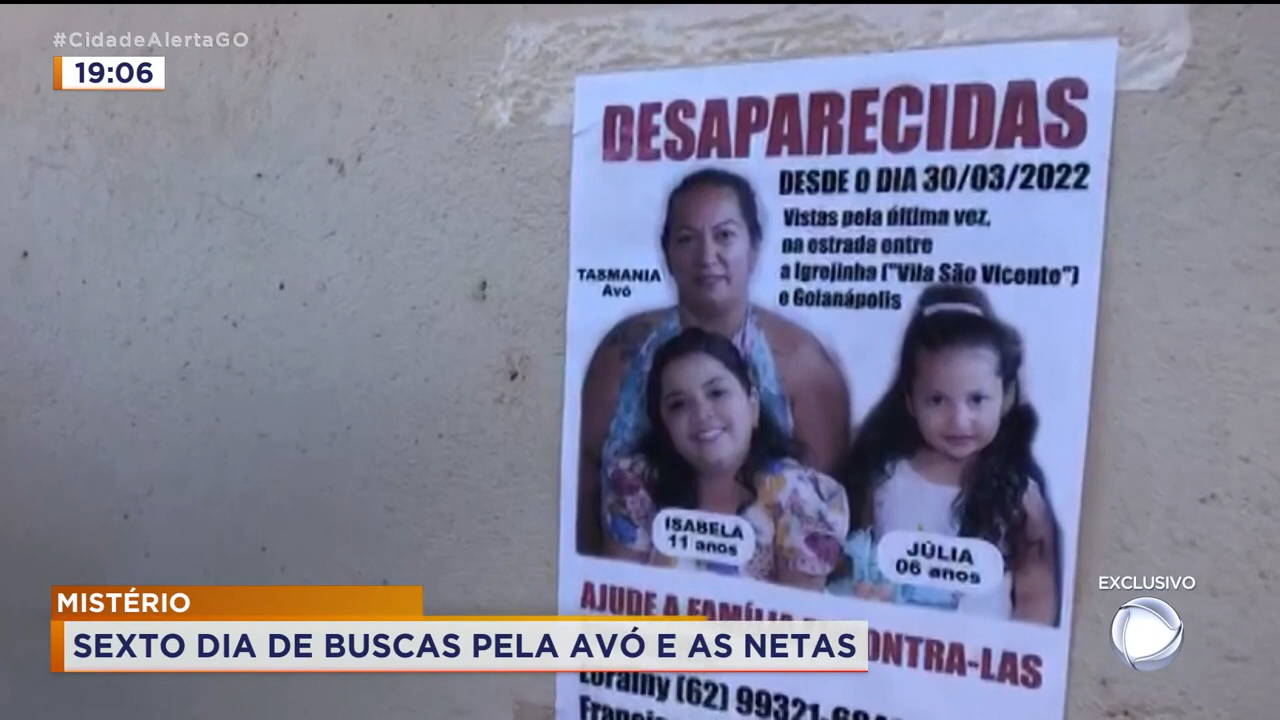 #CidadeAlertaGO
19:06
DESAPARECIDAS
DESDE O DIA 30/03/2022
Vistas pela última vez,
na estrada entre
a Igrejinha ("Vila São Vicente")
e Goianápolis
TASMANIA
Avó
ISABELA
11 anos
JÚLIA
06 anos
AJUDE A FAMÍLIA
CONTRA-LAS
(62) 99321-
EXCLUSIVO
MISTÉRIO
SEXTO DIA DE BUSCAS PELA AVÓ E AS NETAS